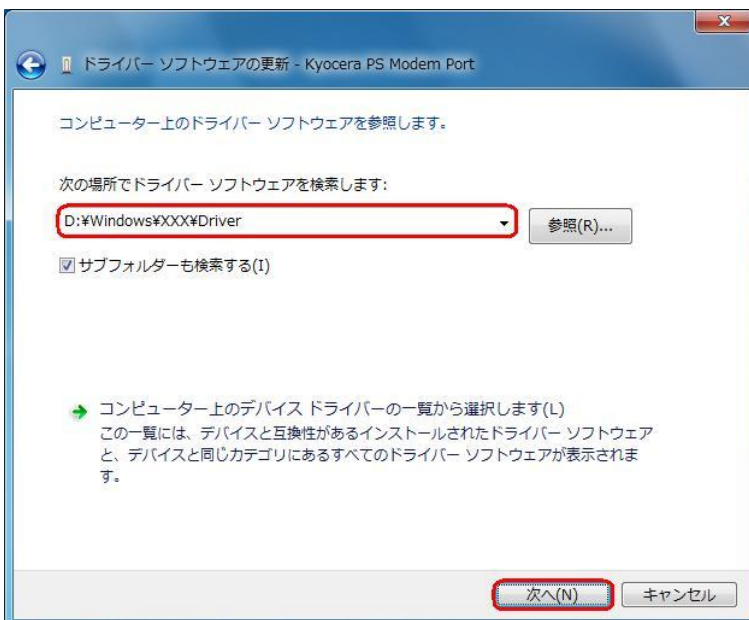 ドライバー ソフトウェアの更新 - Kyocera PS Modem Port
コンピューター上のドライバー ソフトウェアを参照します。
次の場所でドライバー ソフトウェアを検索します:
D:¥Windows¥XXX¥Driver
参照(R)...
サブフォルダーも検索する(I)
コンピューター上のデバイス ドライバーの一覧から選択します(L)
この一覧には、デバイスと互換性があるインストールされたドライバー ソフトウェア
と、デバイスと同じカテゴリにあるすべてのドライバー ソフトウェアが表示されま
す。
次へ(N)
キャンセル